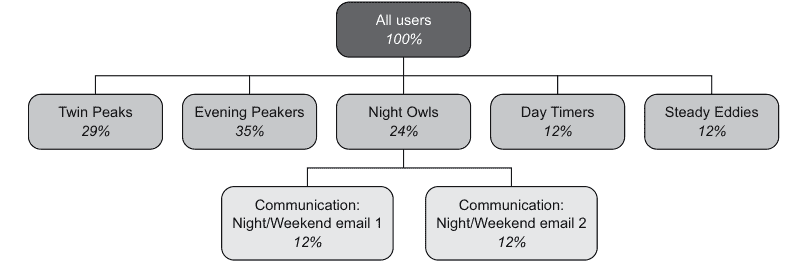 All users
100%
Twin Peaks
29%
Evening Peakers
35%
Night Owls
24%
Day Timers
12%
Steady Eddies
12%
Communication:
Night/Weekend email 1
12%
Communication:
Night/Weekend email 2
12%